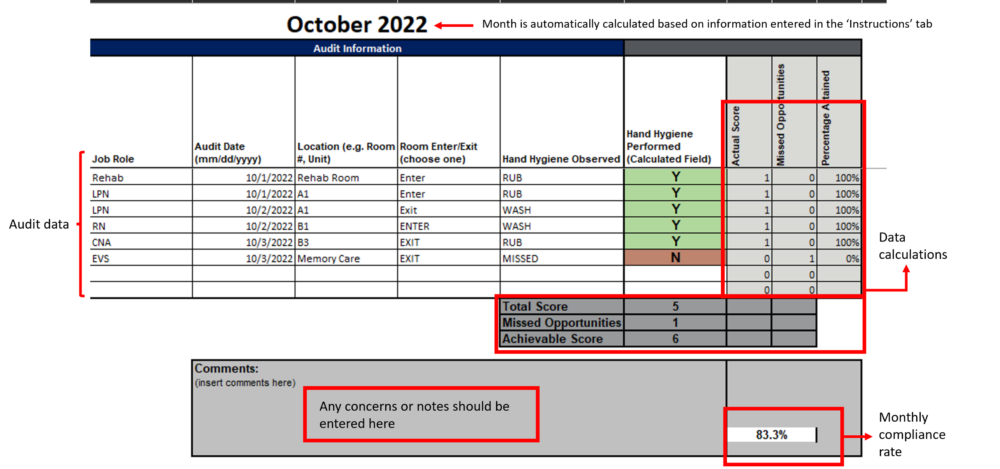 October 2022
Month is automatically calculated based on information entered in the ‘Instructions’ tab
Audit Information
Job Role
Audit Date
(mm/dd/yyyy)
Location (e.g. Room
#, Unit)
Room Enter/Exit
(choose one)
Hand Hygiene Observed
Hand Hygiene
Performed
(Calculated Field)
Actual Score
Missed Opportunities
Percentage Attained
Rehab 10/1/2022 Rehab Room Enter RUB Y 1 0 100%
LPN 10/1/2022 A1 Enter RUB Y 1 0 100%
LPN 10/2/2022 A1 Exit WASH Y 1 0 100%
RN 10/2/2022 B1 ENTER WASH Y 1 0 100%
CNA 10/3/2022 B3 EXIT RUB Y 1 0 100%
EVS 10/3/2022 Memory Care EXIT MISSED N 0 1 0%
0 0
0 0
Audit data
Data
calculations
Total Score 5
Missed Opportunities 1
Achievable Score 6
Comments:
(insert comments here)
Any concerns or notes should be
entered here
83.3%
Monthly
compliance
rate